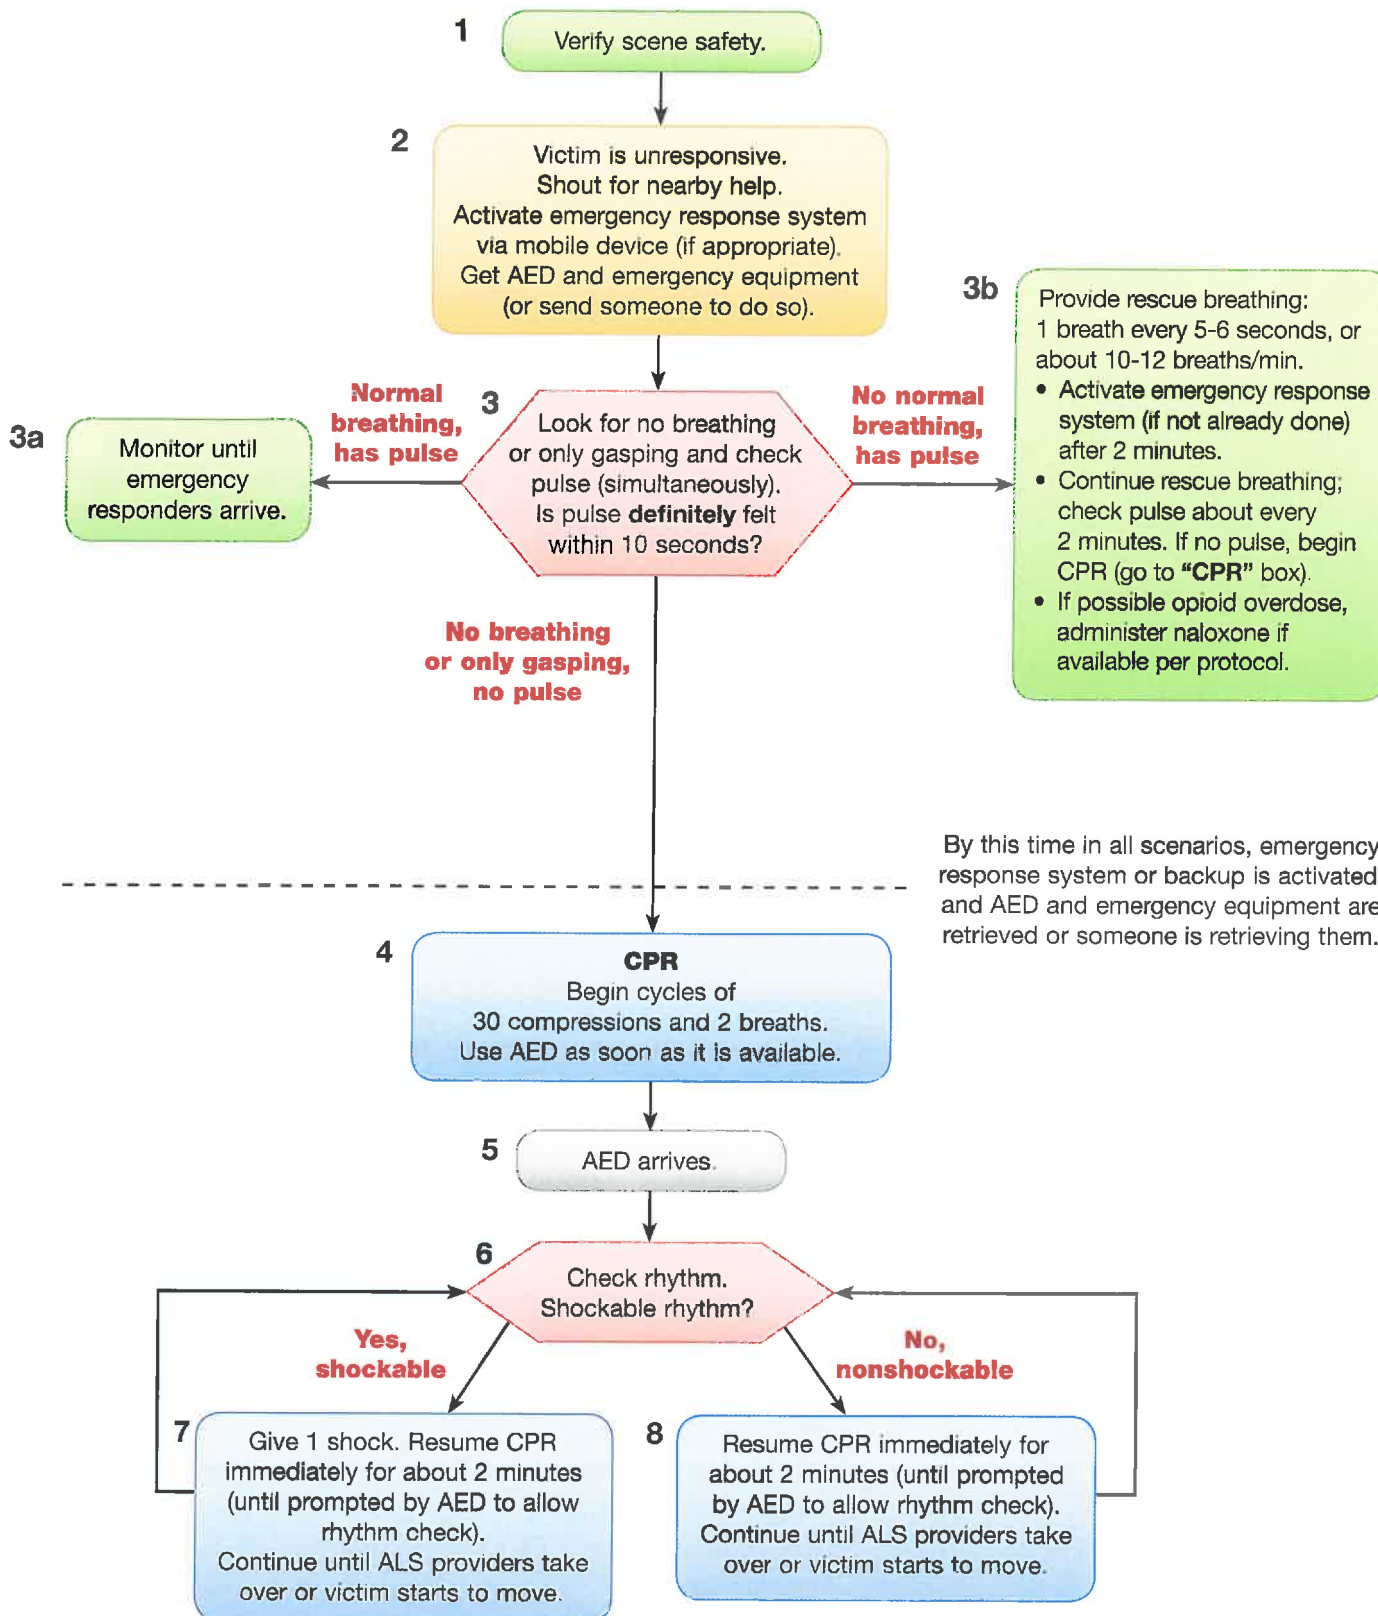 1
Verify scene safety.
2
Victim is unresponsive.
Shout for nearby help.
Activate emergency response system
via mobile device (if appropriate).
Get AED and emergency equipment
(or send someone to do so).
3
Look for no breathing
or only gasping and check
pulse (simultaneously).
Is pulse definitely felt
within 10 seconds?
Normal
breathing,
has pulse
3a
Monitor until
emergency
responders arrive.
No normal
breathing,
has pulse
3b
Provide rescue breathing:
1 breath every 5-6 seconds, or
about 10-12 breaths/min.
• Activate emergency response
system (if not already done)
after 2 minutes.
• Continue rescue breathing;
check pulse about every
2 minutes. If no pulse, begin
CPR (go to “CPR” box).
• If possible opioid overdose,
administer naloxone if
available per protocol.
No breathing
or only gasping,
no pulse
By this time in all scenarios, emergency
response system or backup is activated,
and AED and emergency equipment are
retrieved or someone is retrieving them.
4
CPR
Begin cycles of
30 compressions and 2 breaths.
Use AED as soon as it is available.
5
AED arrives.
6
Check rhythm.
Shockable rhythm?
Yes,
shockable
No,
nonshockable
7
Give 1 shock. Resume CPR
immediately for about 2 minutes
(until prompted by AED to allow
rhythm check).
Continue until ALS providers take
over or victim starts to move.
8
Resume CPR immediately for
about 2 minutes (until prompted
by AED to allow rhythm check).
Continue until ALS providers take
over or victim starts to move.